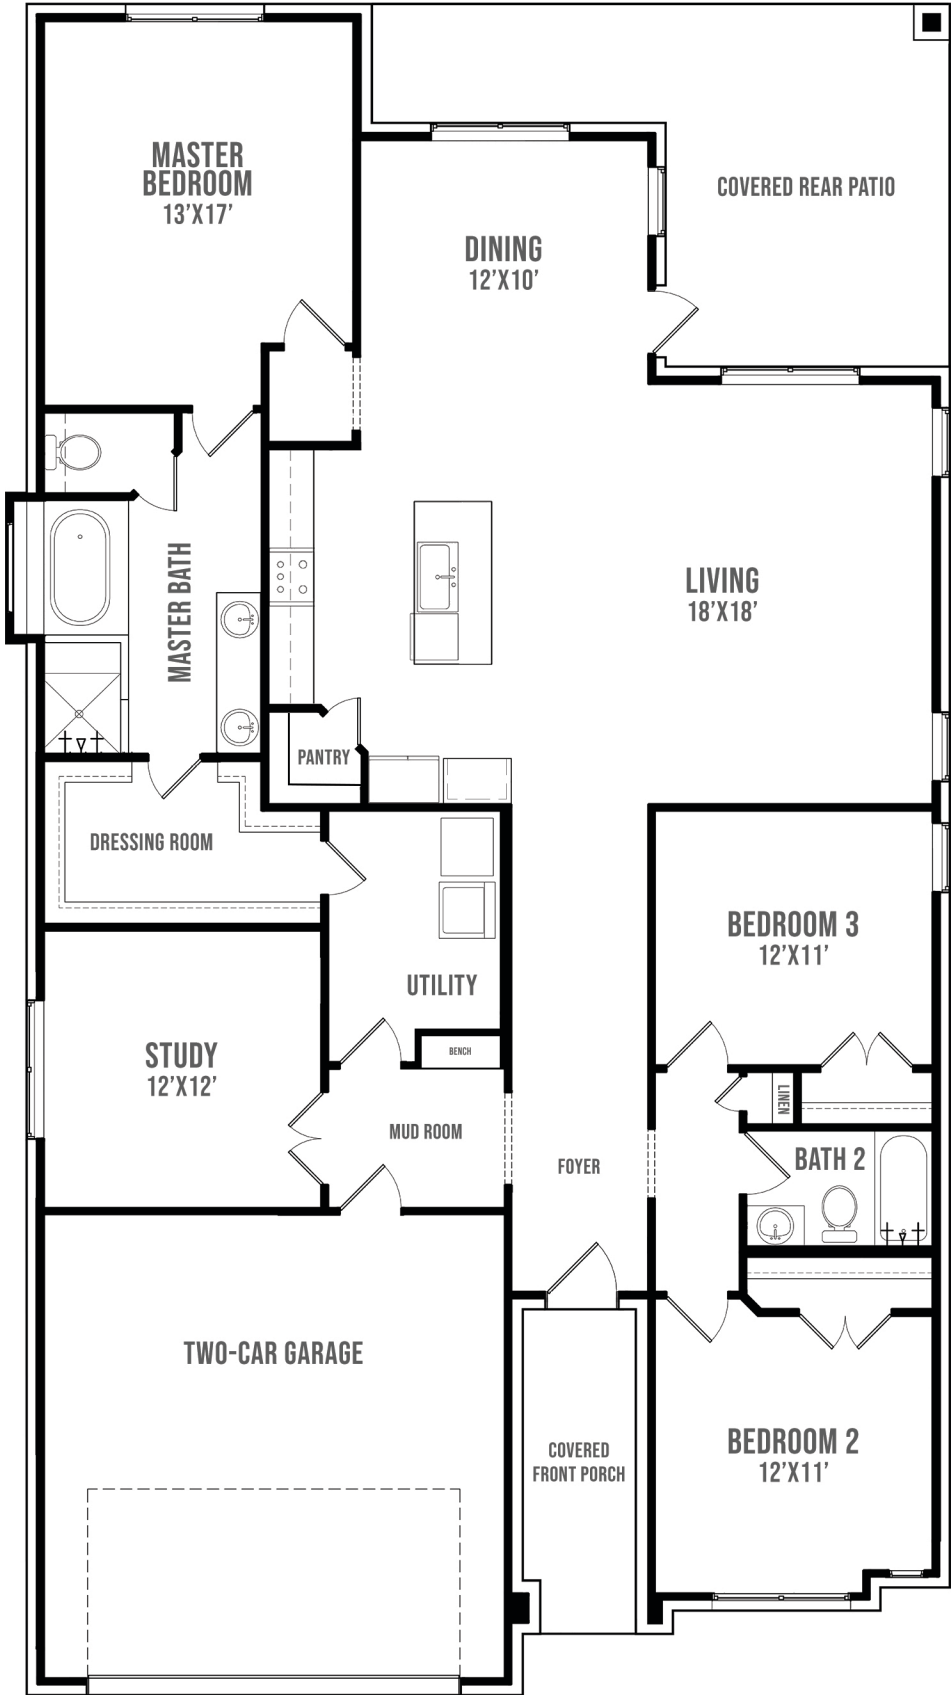 MASTER
BEDROOM
13'X17'
COVERED REAR PATIO
DINING
12'X10'
MASTER BATH
LIVING
18'X18'
PANTRY
DRESSING ROOM
BEDROOM 3
12'X11'
UTILITY
STUDY
12'X12'
BENCH
LINEN
MUD ROOM
FOYER
BATH 2
TWO-CAR GARAGE
COVERED
FRONT PORCH
BEDROOM 2
12'X11'